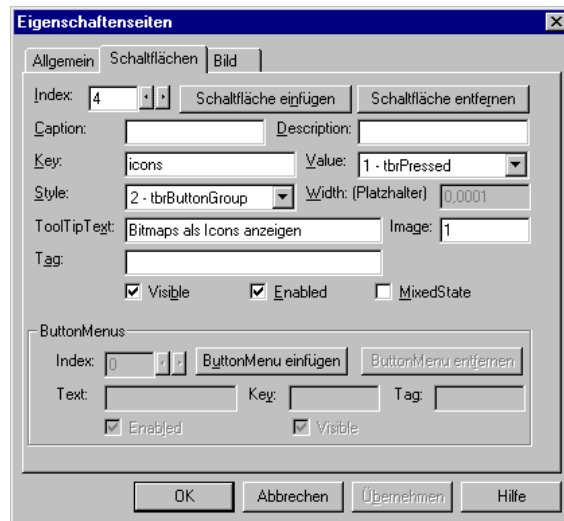 Eigenschaftenseiten
Allgemein Schaltflächen Bild
Index: 4 Schaltfläche einfügen Schaltfläche entfernen
Caption: Description:
Key: icons Value: 1 - tbrPressed
Style: 2 - tbrButtonGroup Width: (Platzhalter) 0,0001
ToolTipText: Bitmaps als Icons anzeigen Image: 1
Tag:
Visible Enabled MixedState
ButtonMenus
Index: 0 ButtonMenu einfügen ButtonMenu entfernen
Text: Key: Tag:
Enabled Visible
OK Abbrechen Übernehmen Hilfe